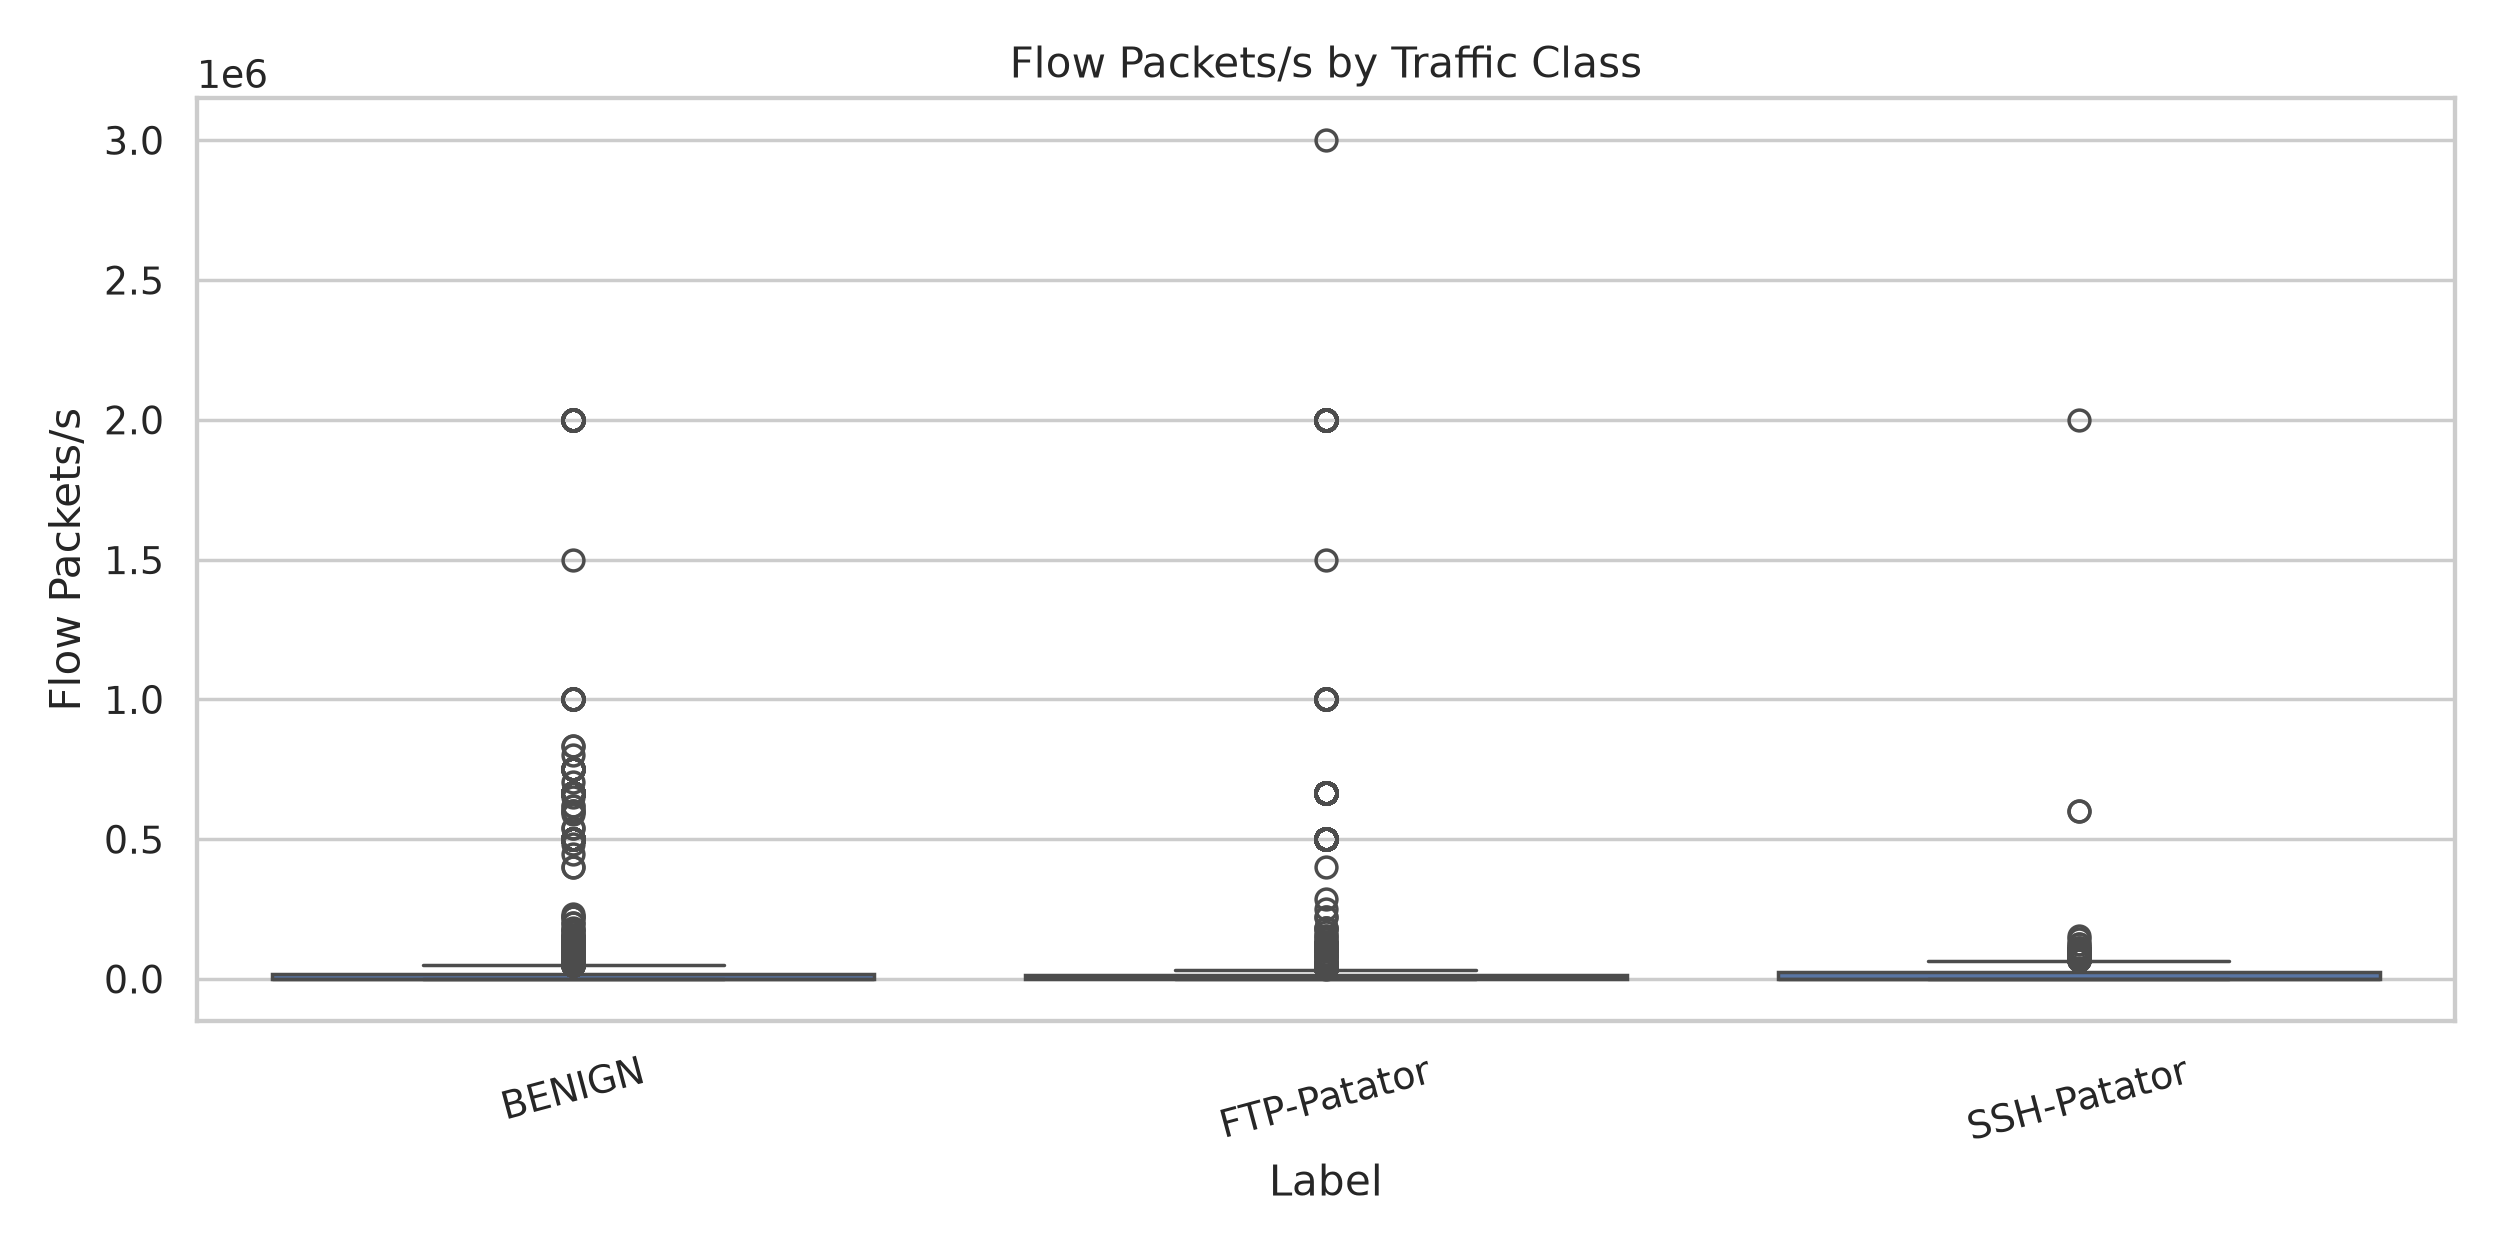 Flow Packets/s by Traffic Class
1e6
3.0
2.5
2.0
1.5
1.0
0.5
0.0
Flow Packets/s
BENIGN
FTP-Patator
SSH-Patator
Label